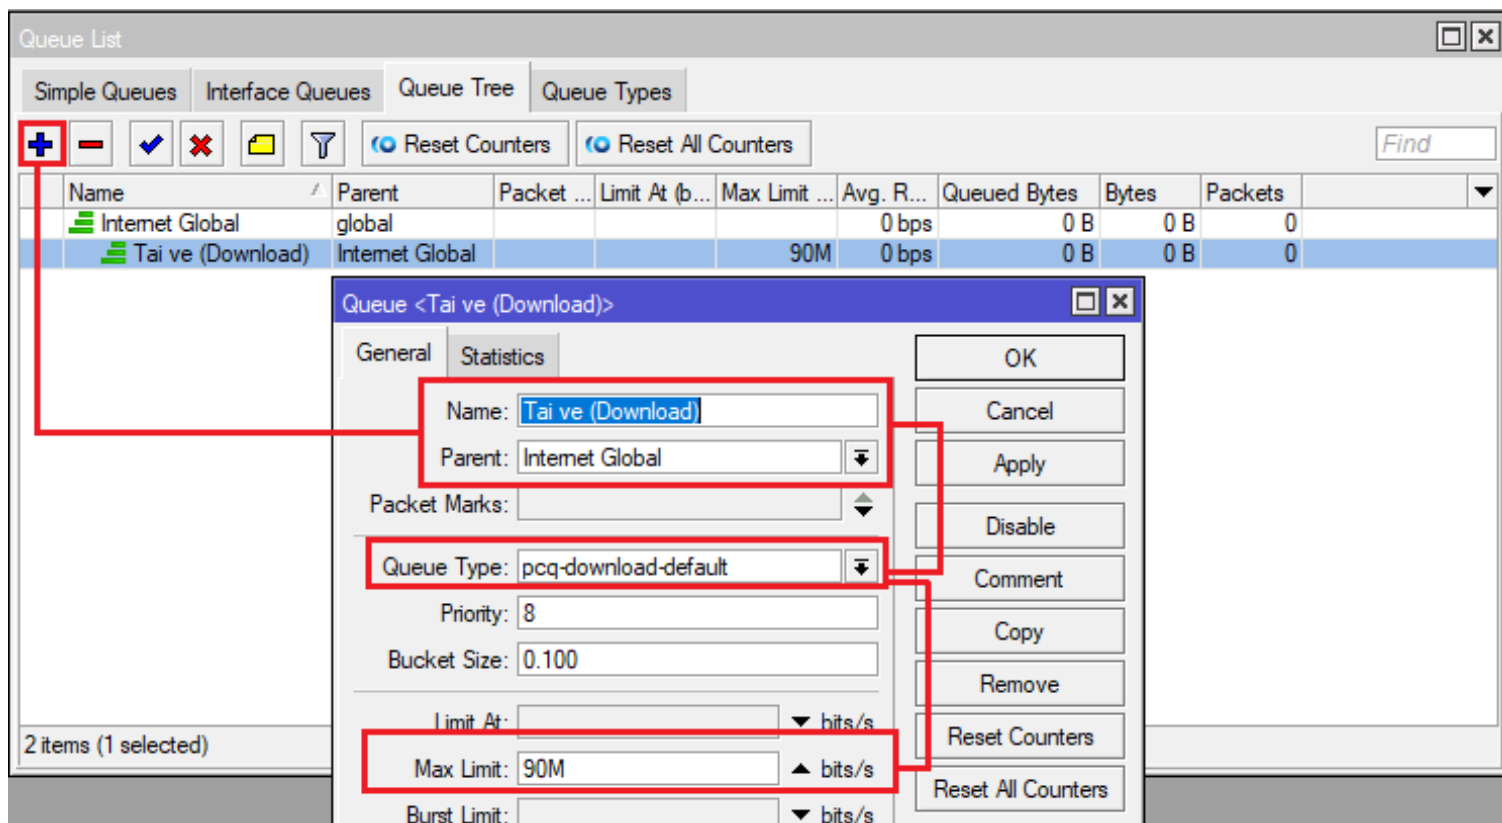 Queue List
Simple Queues Interface Queues Queue Tree Queue Types
Reset Counters Reset All Counters Find
Name Parent Packet ... Limit At (b... Max Limit ... Avg. R... Queued Bytes Bytes Packets
Internet Global global 0 bps 0 B 0 B 0
Tai ve (Download) Internet Global 90M 0 bps 0 B 0 B 0
Queue <Tai ve (Download)>
General Statistics
OK
Name: Tai ve (Download)
Cancel
Parent: Internet Global
Apply
Packet Marks:
Disable
Queue Type: pcq-download-default
Comment
Priority: 8
Copy
Bucket Size: 0.100
Remove
Limit At: bits/s
Reset Counters
2 items (1 selected)
Max Limit: 90M bits/s
Reset All Counters
Burst Limit: bits/s